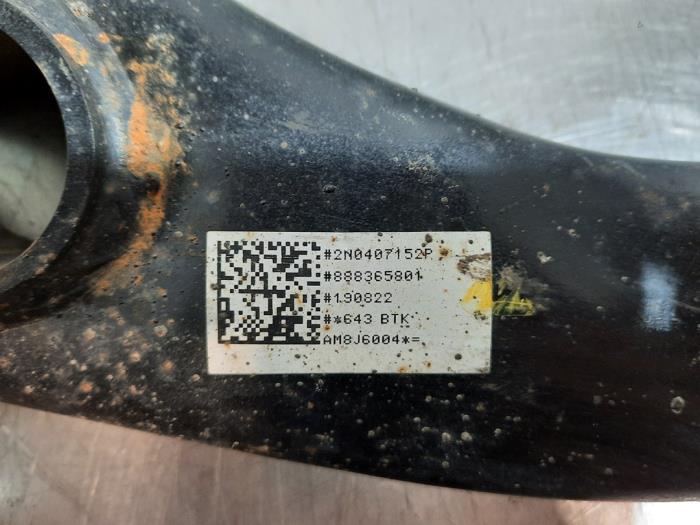 #2N0407152P
#888365801
#190822
#*643 BTK
AM8J6004*=